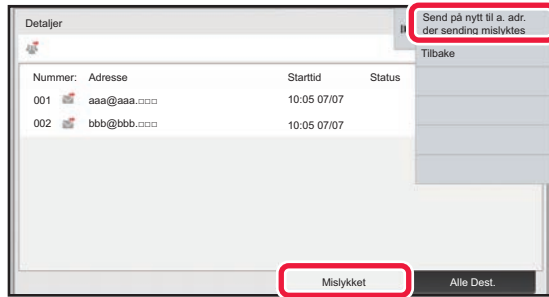 Detaljer
Send på nytt til a. adr.
der sending mislyktes
Tilbake
Nummer: Adresse Starttid Status
001 aaa@aaa.□□□ 10:05 07/07
002 bbb@bbb.□□□ 10:05 07/07
Mislykket Alle Dest.